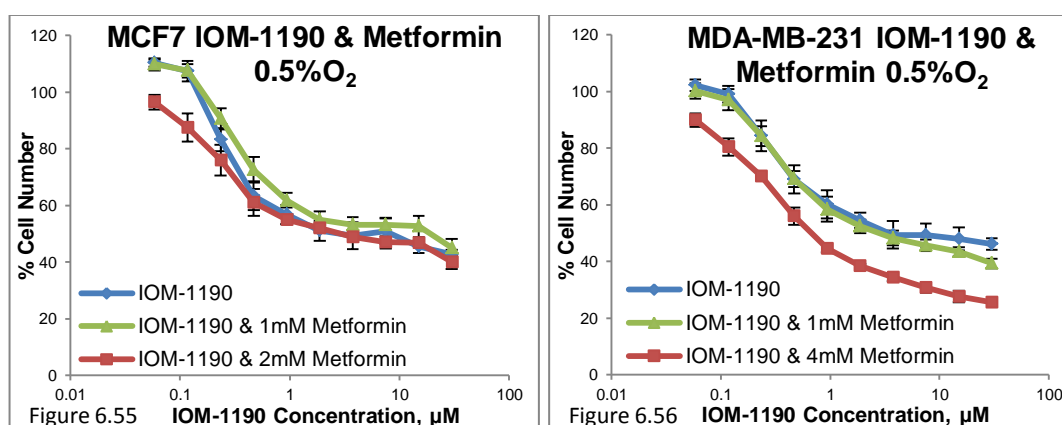 MCF7 IOM-1190 & Metformin
0.5%O₂
% Cell Number
120
100
80
60
40
20
0
IOM-1190
IOM-1190 & 1mM Metformin
IOM-1190 & 2mM Metformin
0.01
0.1
1
10
100
Figure 6.55
IOM-1190 Concentration, µM
MDA-MB-231 IOM-1190 &
Metformin 0.5%O₂
% Cell Number
120
100
80
60
40
20
0
IOM-1190
IOM-1190 & 1mM Metformin
IOM-1190 & 4mM Metformin
0.01
0.1
1
10
100
Figure 6.56
IOM-1190 Concentration, µM